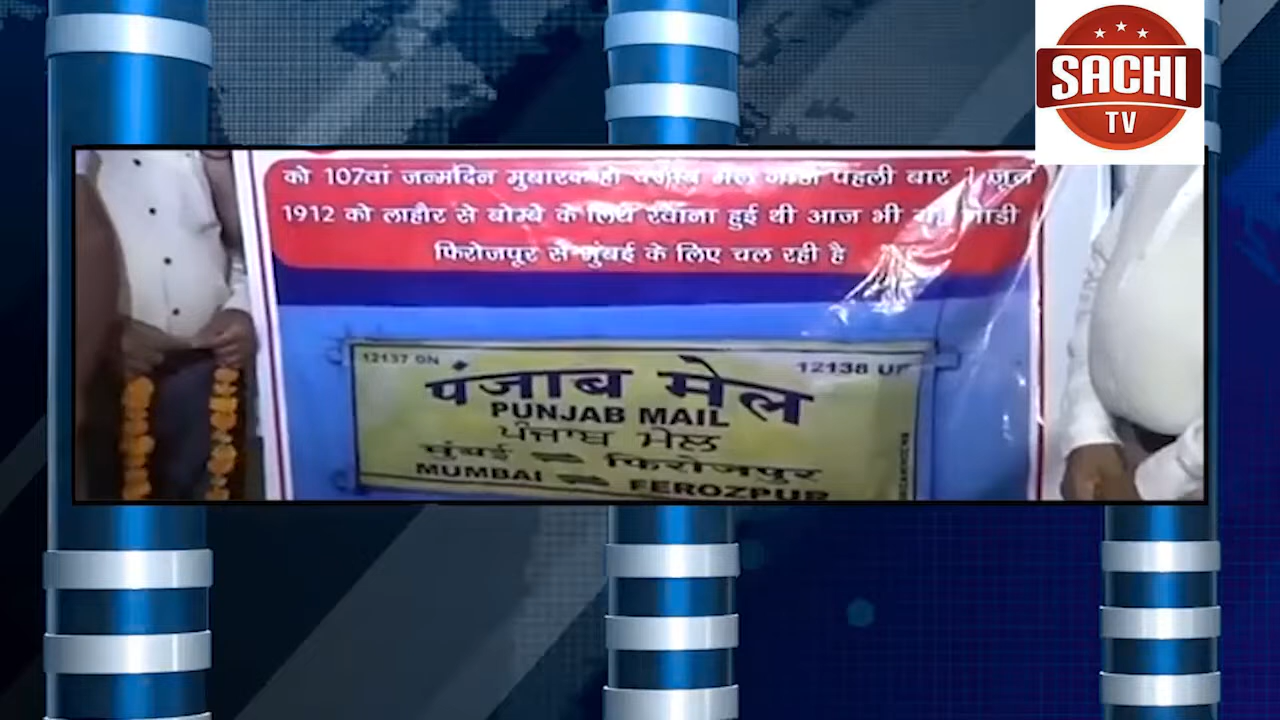 SACHI
TV
को 107वां जन्मदिन मुबारक हो पंजाब मेल पहली बार 1 जून
1912 को लाहौर से बोम्बे के लिये रवाना हुई थी आज भी गाडी
फिरोजपूर से मुंबई के लिए चल रही है
12137 DN
12138 UP
पंजाब मेल
PUNJAB MAIL
ਪੰਜਾਬ ਮੇਲ
मुंबई ⇌ फिरोजपुर
MUMBAI ⇌ FEROZPUR